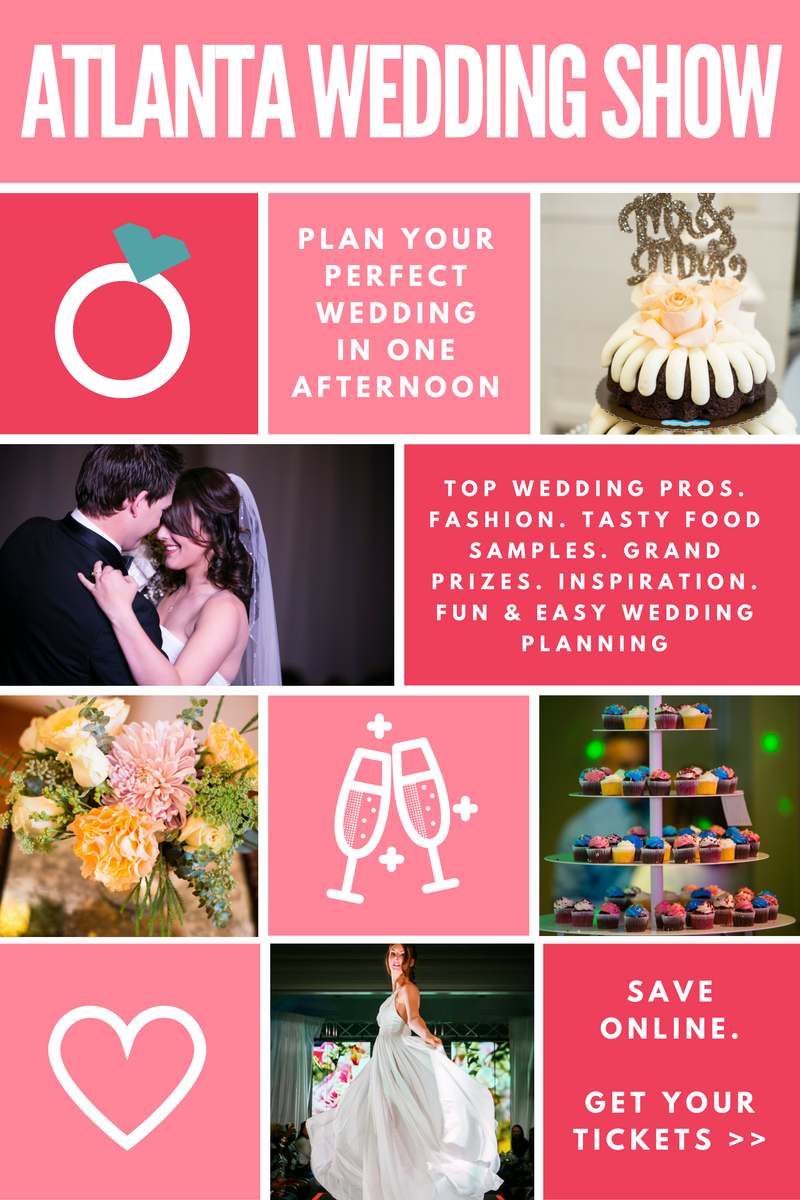 ATLANTA WEDDING SHOW
PLAN YOUR
PERFECT
WEDDING
IN ONE
AFTERNOON
Mr &
Mrs
TOP WEDDING PROS.
FASHION. TASTY FOOD
SAMPLES. GRAND
PRIZES. INSPIRATION.
FUN & EASY WEDDING
PLANNING
SAVE
ONLINE.
GET YOUR
TICKETS >>